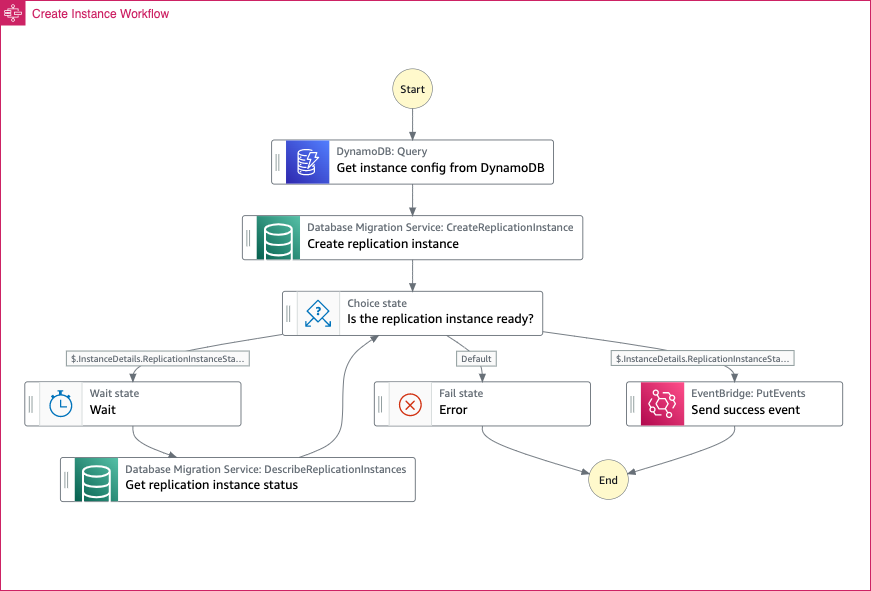 Create Instance Workflow
Start
DynamoDB: Query
Get instance config from DynamoDB
Database Migration Service: CreateReplicationInstance
Create replication instance
Choice state
Is the replication instance ready?
$.InstanceDetails.ReplicationInstanceSta...
Default
$.InstanceDetails.ReplicationInstanceSta...
Wait state
Wait
Fail state
Error
EventBridge: PutEvents
Send success event
Database Migration Service: DescribeReplicationInstances
Get replication instance status
End